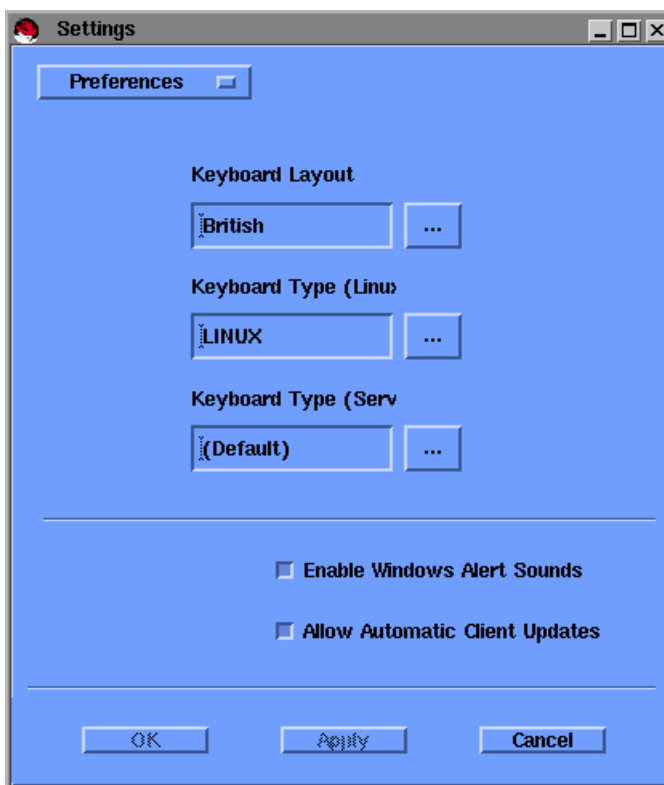 Settings
Preferences
Keyboard Layout
British
...
Keyboard Type (Linux
LINUX
...
Keyboard Type (Serv
(Default)
...
Enable Windows Alert Sounds
Allow Automatic Client Updates
OK
Apply
Cancel